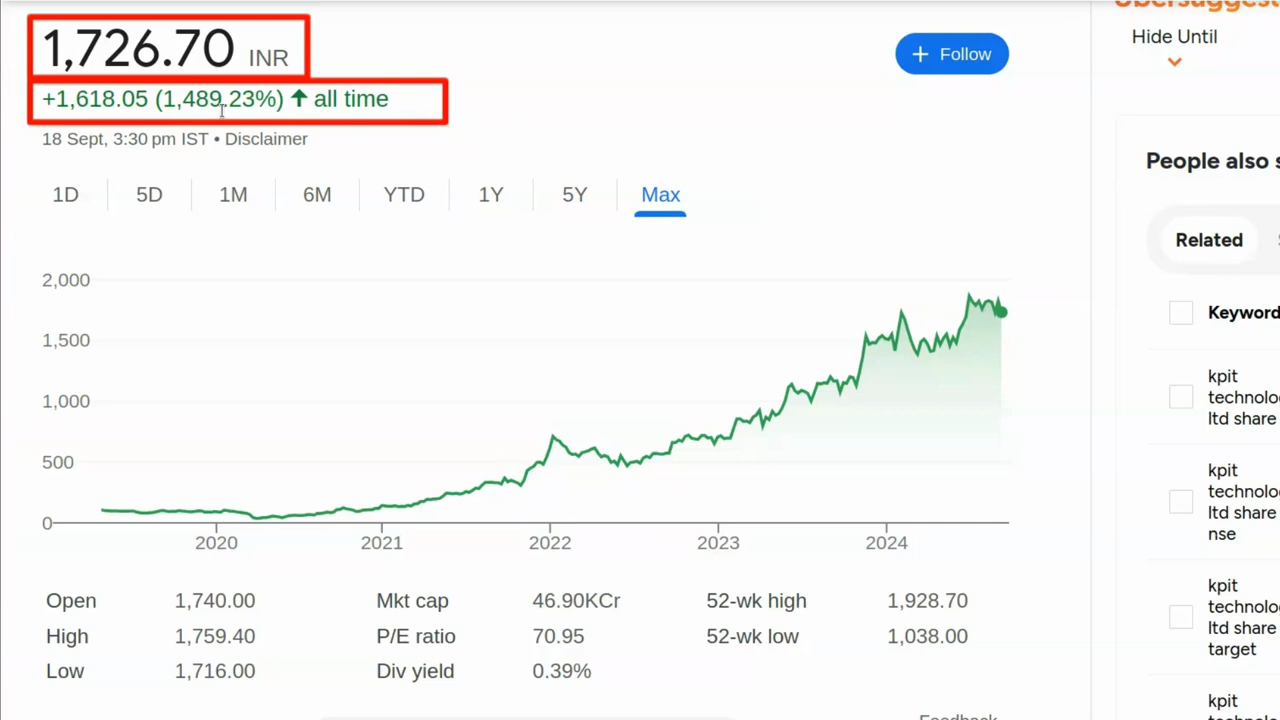 1,726.70 INR
+1,618.05 (1,489.23%) ↑ all time
18 Sept, 3:30 pm IST • Disclaimer
+ Follow
1D 5D 1M 6M YTD 1Y 5Y Max
2,000
1,500
1,000
500
0
2020 2021 2022 2023 2024
Open 1,740.00 Mkt cap 46.90KCr 52-wk high 1,928.70
High 1,759.40 P/E ratio 70.95 52-wk low 1,038.00
Low 1,716.00 Div yield 0.39%
Feedback
Ubersuggest
Hide Until
People also s
Related
Keyword
kpit
technolo
ltd share
kpit
technolo
ltd share
nse
kpit
technolo
ltd share
target
kpit